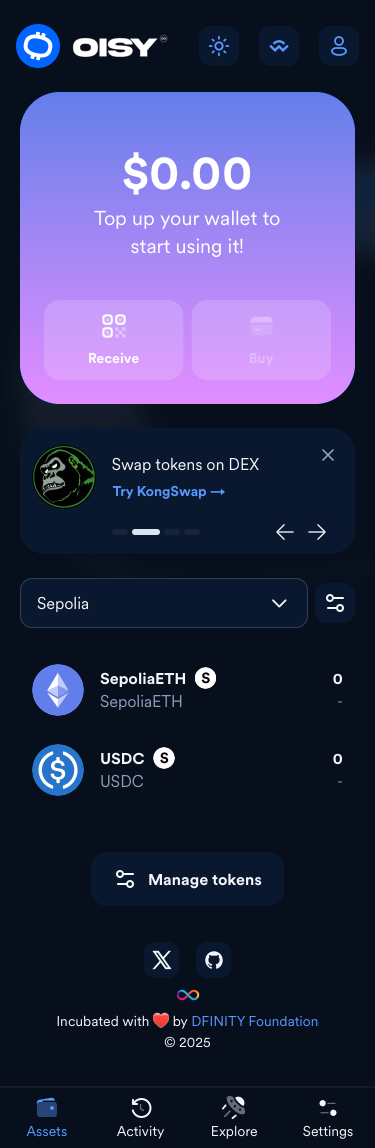 OISY
$0.00
Top up your wallet to
start using it!
Receive
Buy
Swap tokens on DEX
Try KongSwap →
Sepolia
SepoliaETH S
0
SepoliaETH
-
USDC S
0
USDC
-
Manage tokens
Incubated with ❤️ by DFINITY Foundation
© 2025
Assets
Activity
Explore
Settings